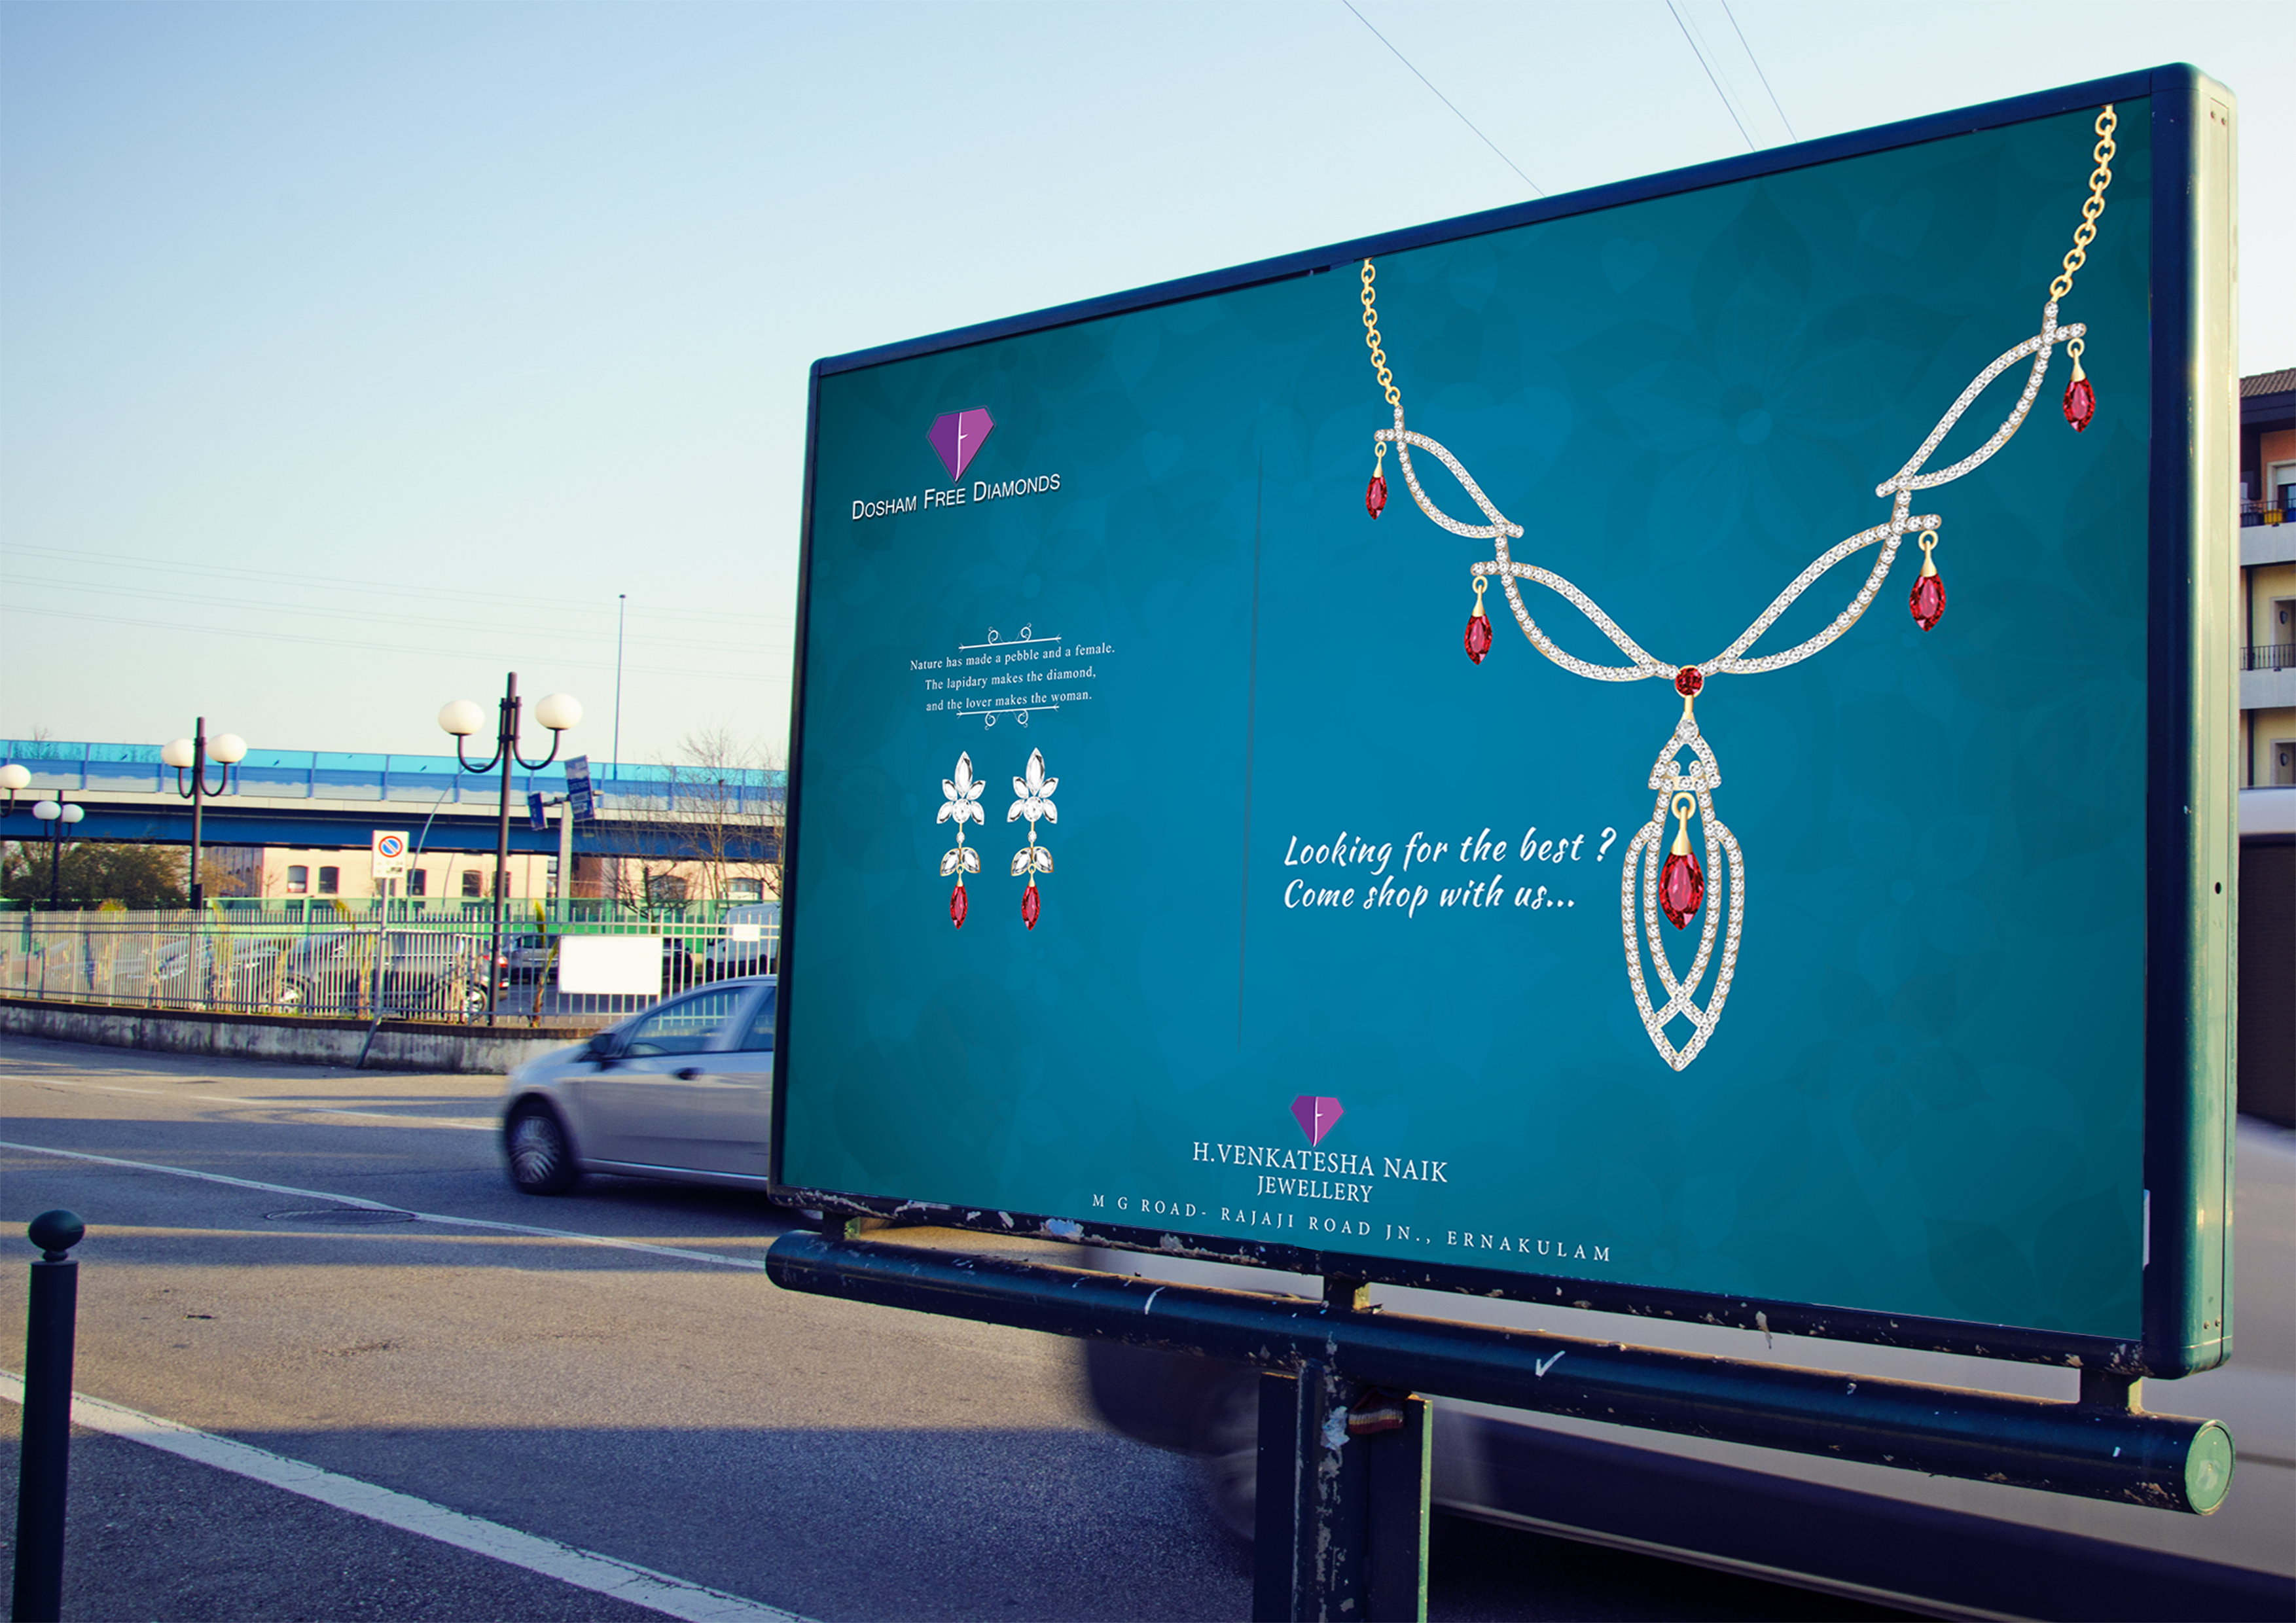 Dosham Free Diamonds
Nature has made a pebble and a female.
The lapidary makes the diamond,
and the lover makes the woman.
Looking for the best ?
Come shop with us...
H.VENKATESHA NAIK
JEWELLERY
M G ROAD- RAJAJI ROAD JN., ERNAKULAM